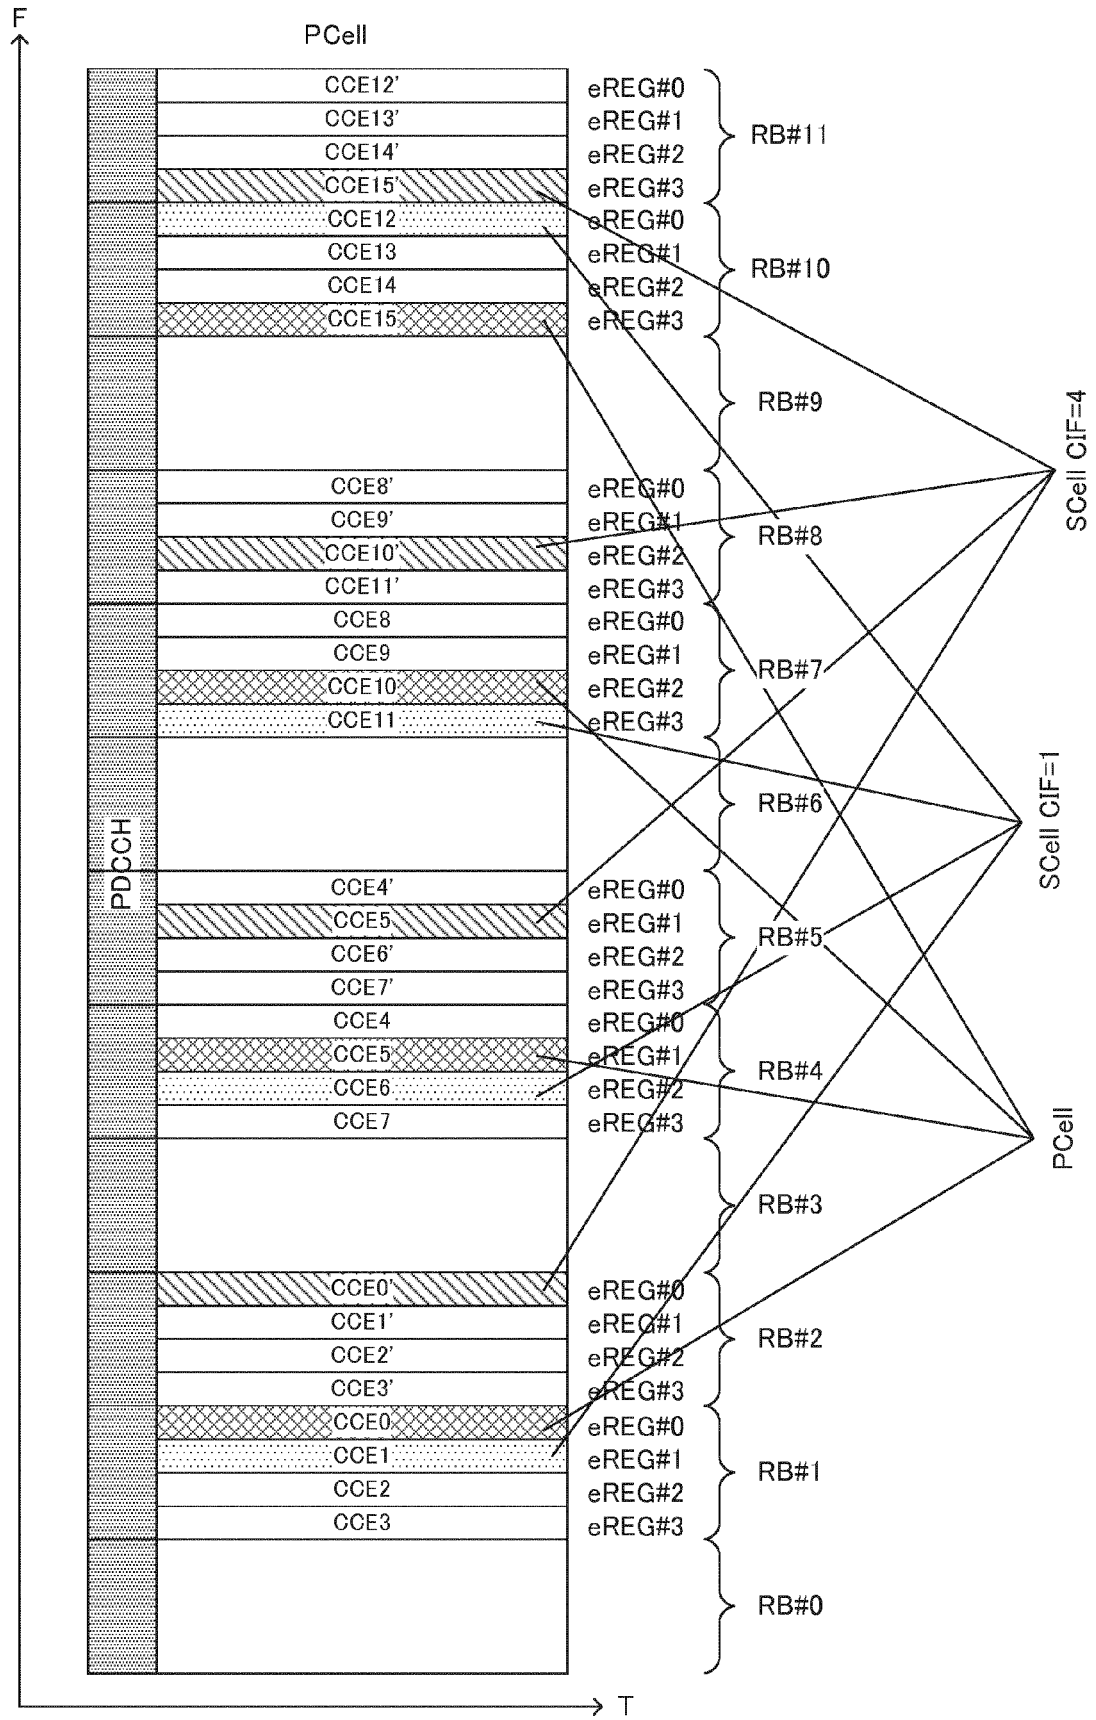 F
PCell
CCE12' eREG#0
CCE13' eREG#1
CCE14' eREG#2
CCE15' eREG#3
RB#11
CCE12 eREG#0
CCE13 eREG#1
CCE14 eREG#2
CCE15 eREG#3
RB#10
RB#9
CCE8' eREG#0
CCE9' eREG#1
CCE10' eREG#2
CCE11' eREG#3
RB#8
CCE8 eREG#0
CCE9 eREG#1
CCE10 eREG#2
CCE11 eREG#3
RB#7
RB#6
CCE4' eREG#0
CCE5 eREG#1
CCE6' eREG#2
CCE7' eREG#3
RB#5
CCE4 eREG#0
CCE5 eREG#1
CCE6 eREG#2
CCE7 eREG#3
RB#4
RB#3
CCE0' eREG#0
CCE1' eREG#1
CCE2' eREG#2
CCE3' eREG#3
RB#2
CCE0 eREG#0
CCE1 eREG#1
CCE2 eREG#2
CCE3 eREG#3
RB#1
RB#0
PDCCH
SCell CIF=4
SCell CIF=1
PCell
T